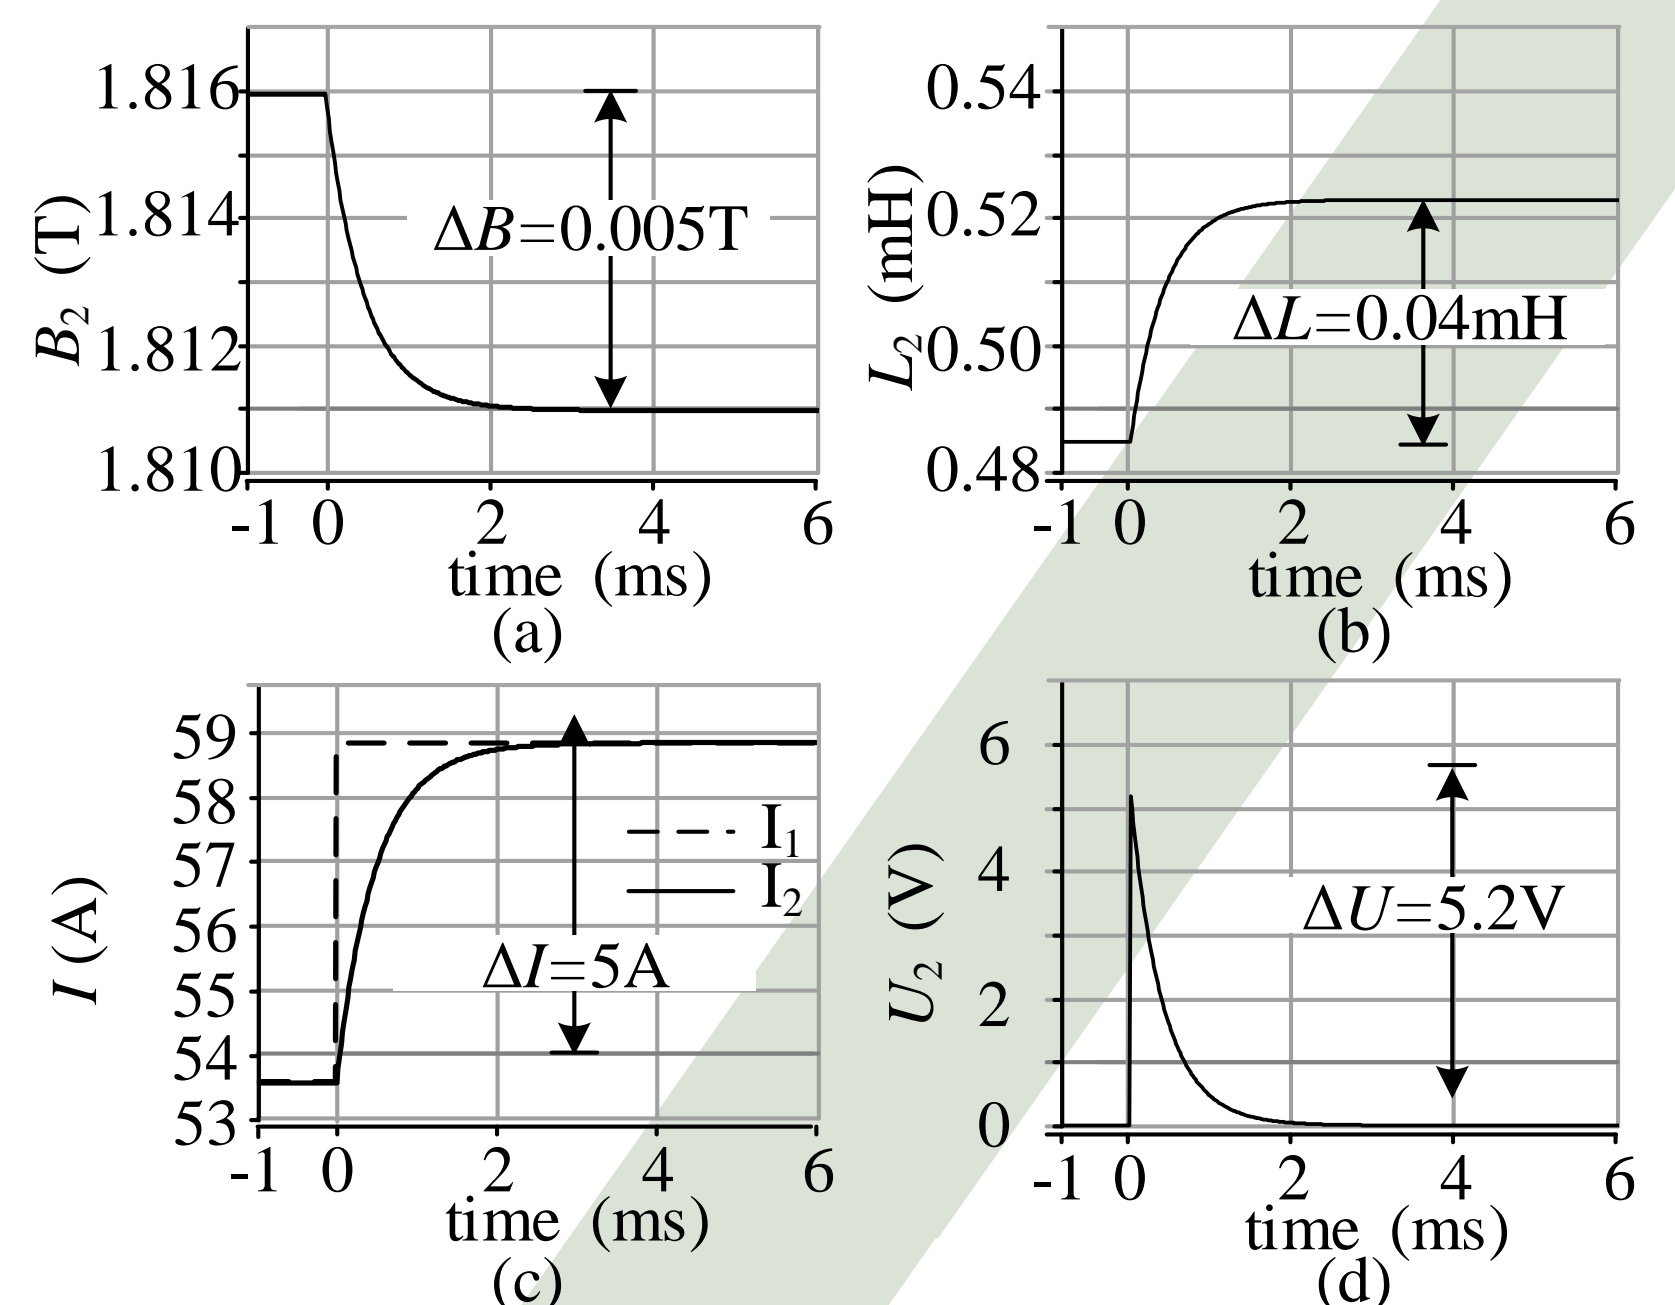 1.816
1.814
1.812
1.810
B₂ (T)
ΔB=0.005T
-1 0 2 4 6
time (ms)
(a)
0.54
0.52
0.50
0.48
L₂ (mH)
ΔL=0.04mH
-1 0 2 4 6
time (ms)
(b)
59
58
57
56
55
54
53
I (A)
I₁
I₂
ΔI=5A
-1 0 2 4 6
time (ms)
(c)
6
4
2
0
U₂ (V)
ΔU=5.2V
-1 0 2 4 6
time (ms)
(d)